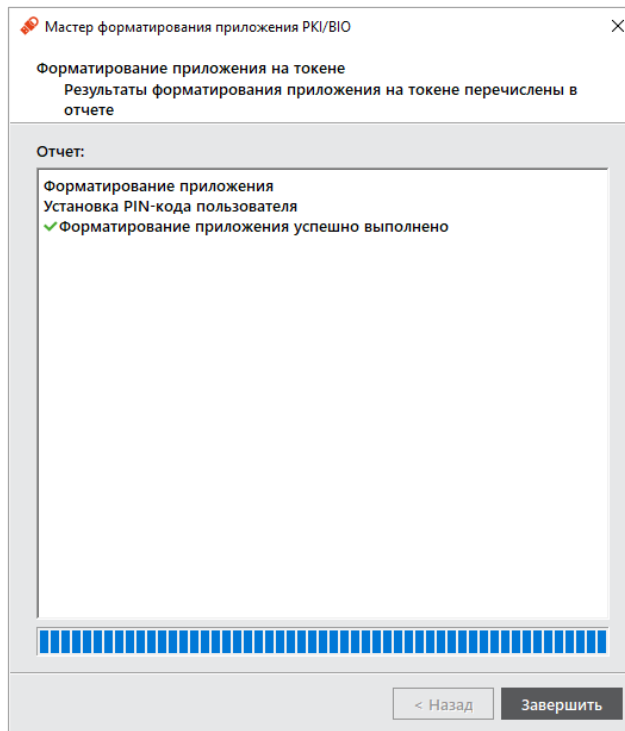 Мастер форматирования приложения PKI/BIO
Форматирование приложения на токене
Результаты форматирования приложения на токене перечислены в
отчете
Отчет:
Форматирование приложения
Установка PIN-кода пользователя
Форматирование приложения успешно выполнено
< Назад
Завершить